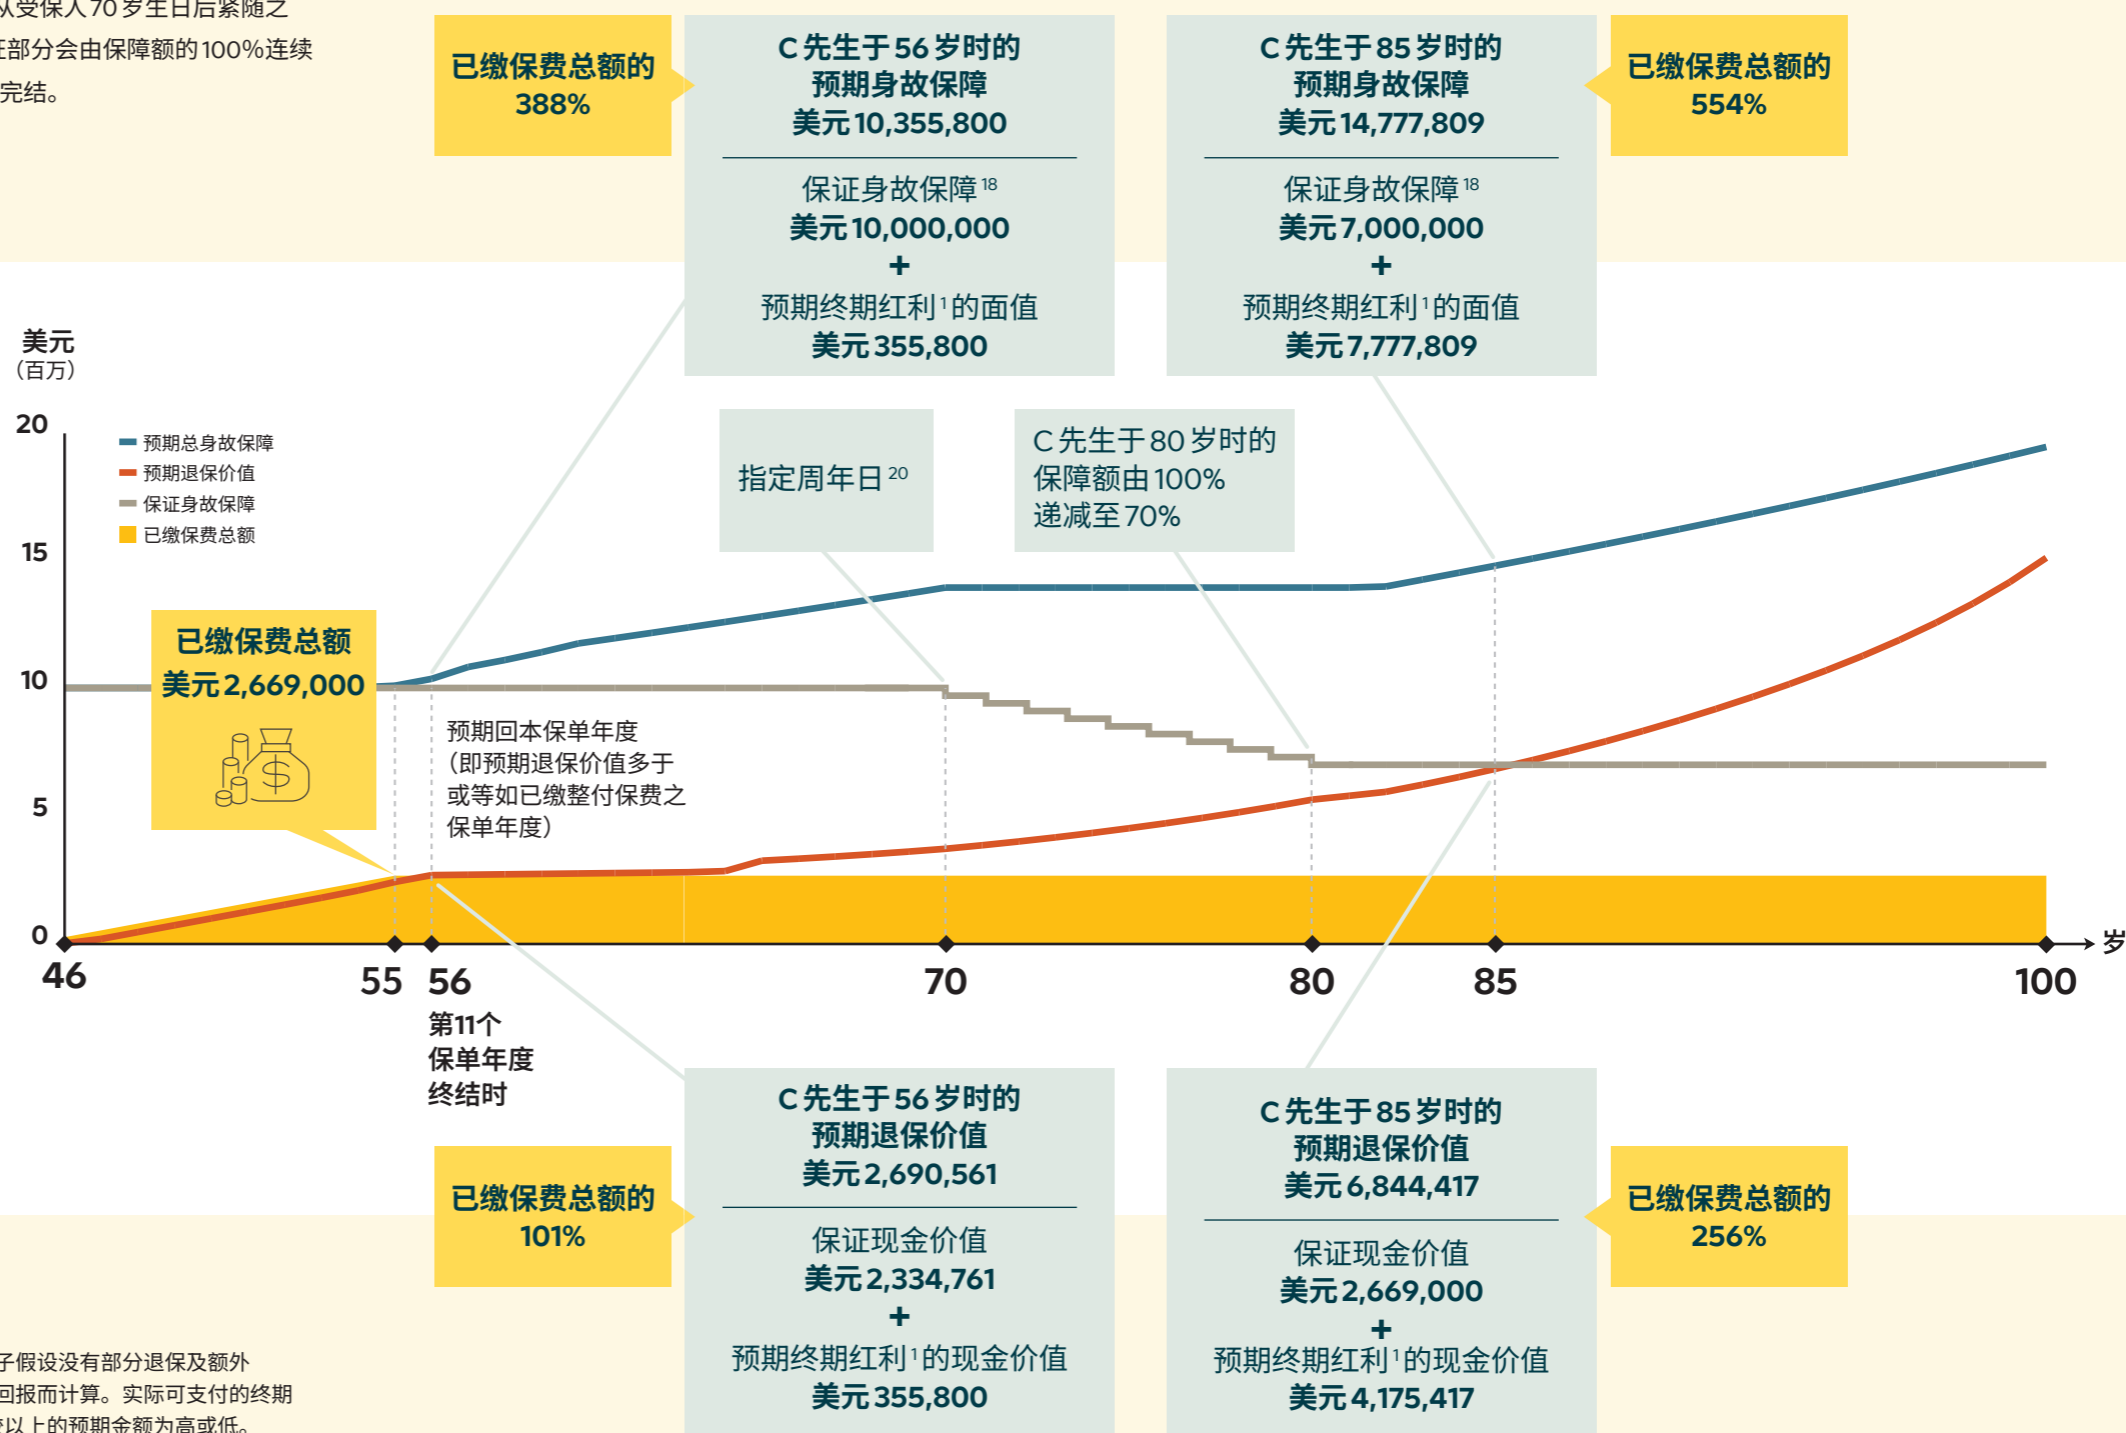 从受保人70岁生日后紧随之
证部分会由保障额的100%连续
完结。
已缴保费总额的
388%
C先生于56岁时的
预期身故保障
美元10,355,800
保证身故保障18
美元10,000,000
+
预期终期红利1的面值
美元355,800
C先生于85岁时的
预期身故保障
美元14,777,809
保证身故保障18
美元7,000,000
+
预期终期红利1的面值
美元7,777,809
已缴保费总额的
554%
美元
（百万）
20
15
10
5
0
预期总身故保障
预期退保价值
保证身故保障
已缴保费总额
指定周年日20
C先生于80岁时的
保障额由100%
递减至70%
已缴保费总额
美元2,669,000
$
预期回本保单年度
（即预期退保价值多于
或等如已缴整付保费之
保单年度）
46
55
56
70
80
85
100
岁
第11个
保单年度
终结时
已缴保费总额的
101%
C先生于56岁时的
预期退保价值
美元2,690,561
保证现金价值
美元2,334,761
+
预期终期红利1的现金价值
美元355,800
C先生于85岁时的
预期退保价值
美元6,844,417
保证现金价值
美元2,669,000
+
预期终期红利1的现金价值
美元4,175,417
已缴保费总额的
256%
子假设没有部分退保及额外
回报而计算。实际可支付的终期
以上的预期金额为高或低。